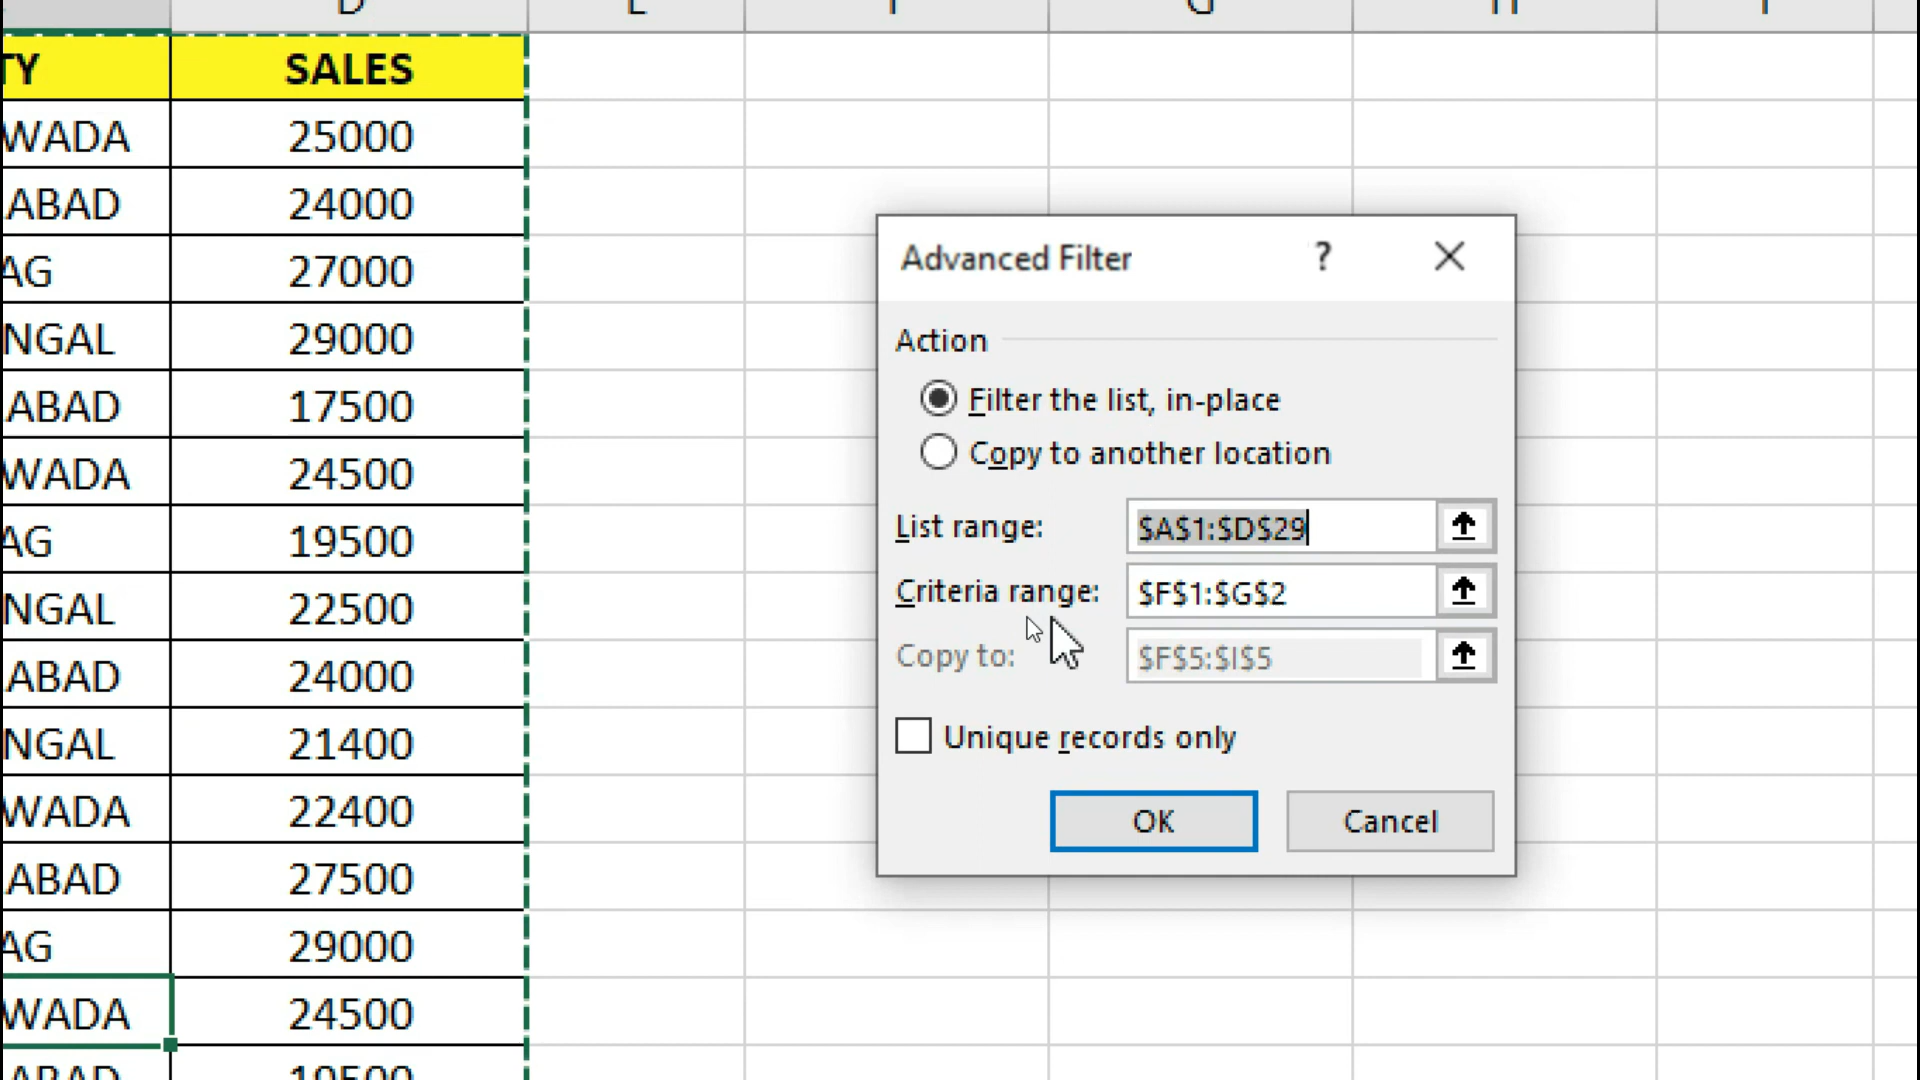 D
TY SALES
WADA 25000
ABAD 24000
AG 27000
NGAL 29000
ABAD 17500
WADA 24500
AG 19500
NGAL 22500
ABAD 24000
NGAL 21400
WADA 22400
ABAD 27500
AG 29000
WADA 24500
ABAD 19500
Advanced Filter ? ×
Action
Filter the list, in-place
Copy to another location
List range: $A$1:$D$29
Criteria range: $F$1:$G$2
Copy to: $F$5:$I$5
Unique records only
OK Cancel